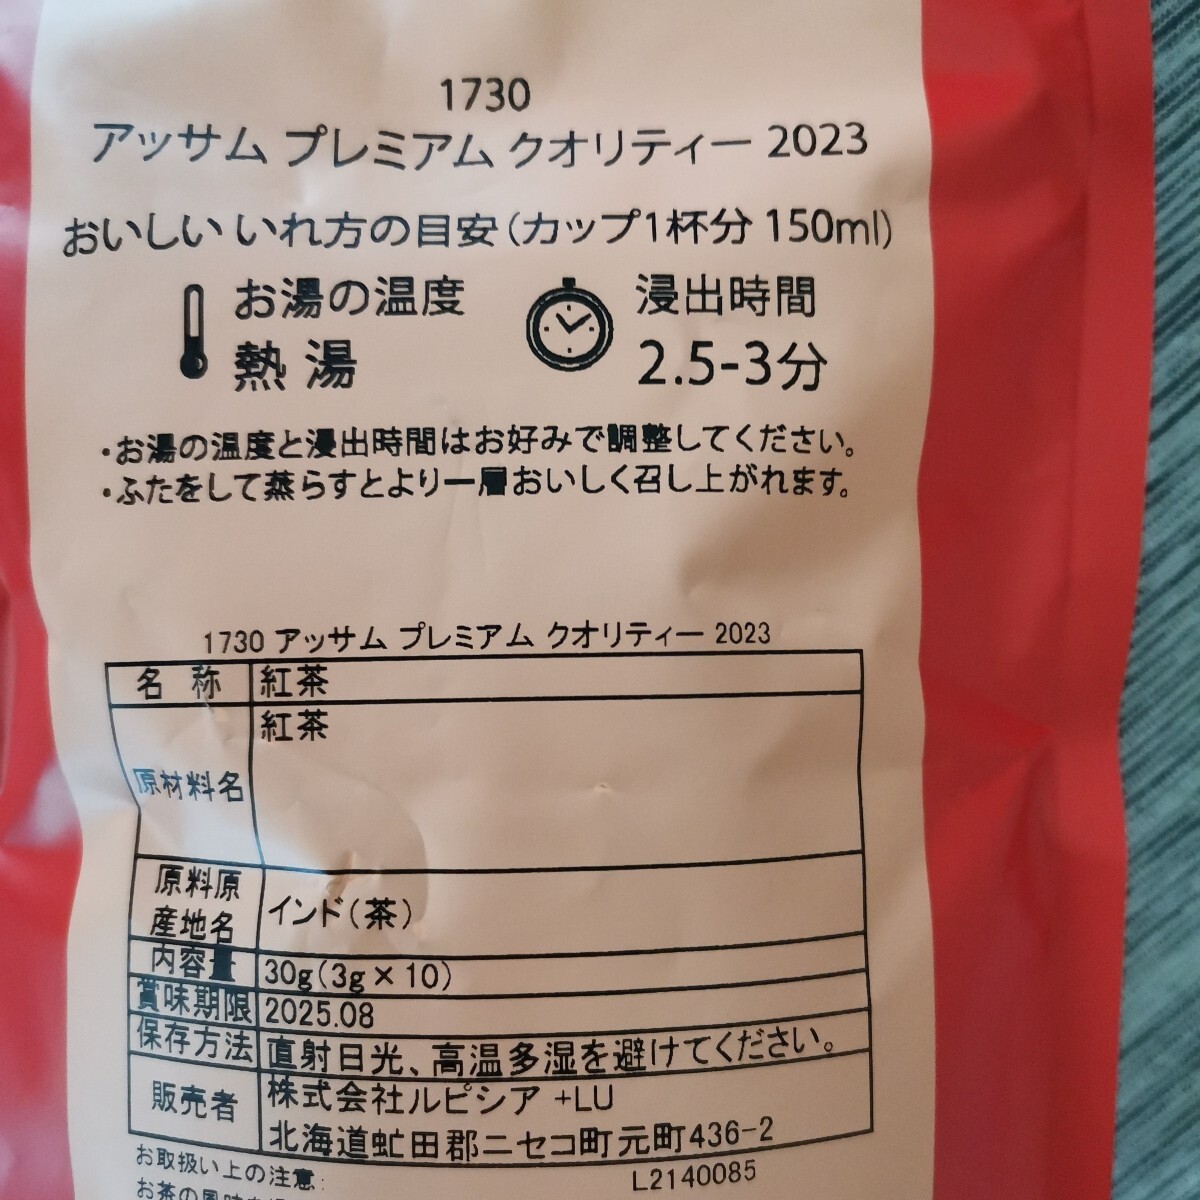 1730
アッサム プレミアム クオリティー 2023
おいしい いれ方の目安(カップ1杯分 150ml)
お湯の温度
熱湯
浸出時間
2.5-3分
・お湯の温度と浸出時間はお好みで調整してください。
・ふたをして蒸らすとより一層おいしく召し上がれます。
1730 アッサム プレミアム クオリティー 2023
名称 紅茶
原材料名 紅茶
原料原産地名 インド(茶)
内容量 30g(3g×10)
賞味期限 2025.08
保存方法 直射日光、高温多湿を避けてください。
販売者 株式会社ルピシア +LU
北海道虻田郡ニセコ町元町436-2
お取扱い上の注意:
L2140085
お茶の風味